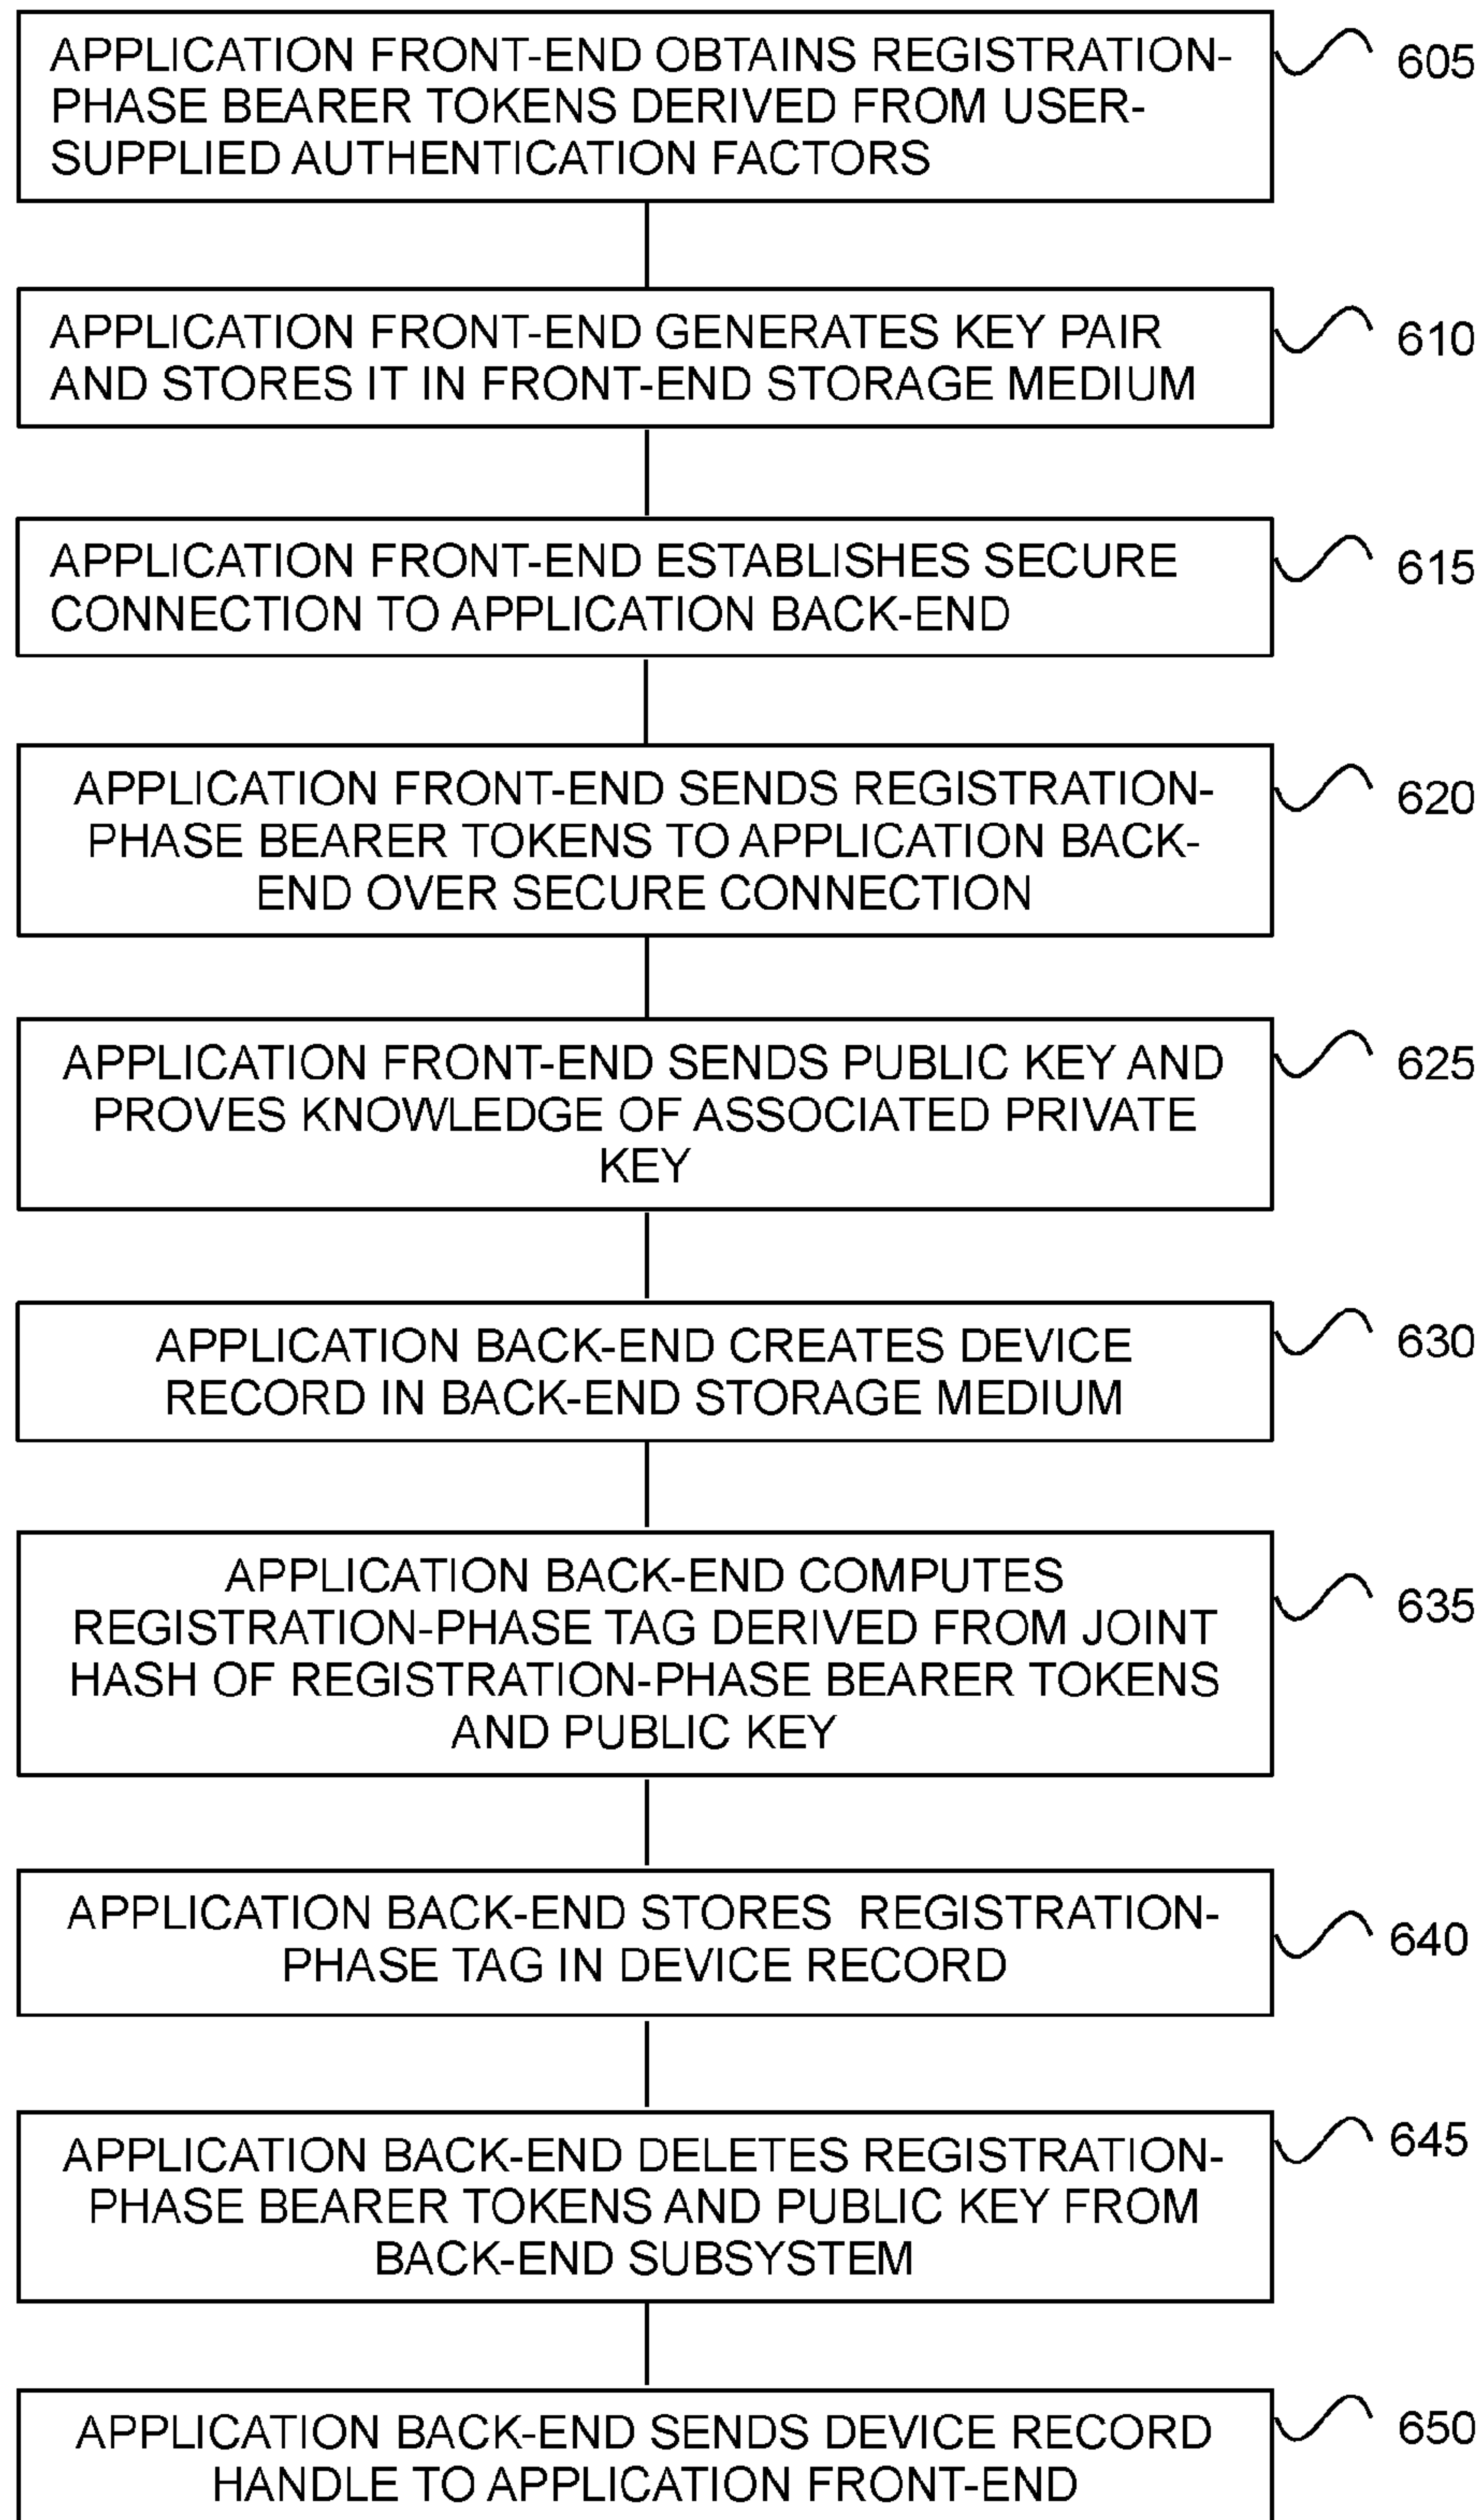 APPLICATION FRONT-END OBTAINS REGISTRATION-
PHASE BEARER TOKENS DERIVED FROM USER-
SUPPLIED AUTHENTICATION FACTORS
605
APPLICATION FRONT-END GENERATES KEY PAIR
AND STORES IT IN FRONT-END STORAGE MEDIUM
610
APPLICATION FRONT-END ESTABLISHES SECURE
CONNECTION TO APPLICATION BACK-END
615
APPLICATION FRONT-END SENDS REGISTRATION-
PHASE BEARER TOKENS TO APPLICATION BACK-
END OVER SECURE CONNECTION
620
APPLICATION FRONT-END SENDS PUBLIC KEY AND
PROVES KNOWLEDGE OF ASSOCIATED PRIVATE
KEY
625
APPLICATION BACK-END CREATES DEVICE
RECORD IN BACK-END STORAGE MEDIUM
630
APPLICATION BACK-END COMPUTES
REGISTRATION-PHASE TAG DERIVED FROM JOINT
HASH OF REGISTRATION-PHASE BEARER TOKENS
AND PUBLIC KEY
635
APPLICATION BACK-END STORES REGISTRATION-
PHASE TAG IN DEVICE RECORD
640
APPLICATION BACK-END DELETES REGISTRATION-
PHASE BEARER TOKENS AND PUBLIC KEY FROM
BACK-END SUBSYSTEM
645
APPLICATION BACK-END SENDS DEVICE RECORD
HANDLE TO APPLICATION FRONT-END
650